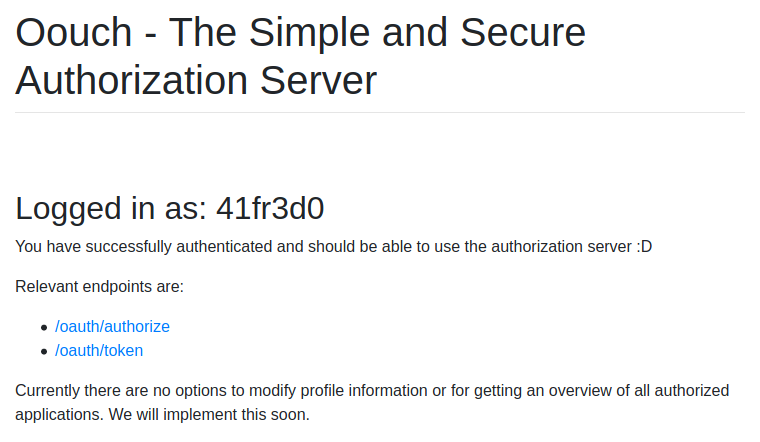 Oouch - The Simple and Secure
Authorization Server
Logged in as: 41fr3d0
You have successfully authenticated and should be able to use the authorization server :D
Relevant endpoints are:
• /oauth/authorize
• /oauth/token
Currently there are no options to modify profile information or for getting an overview of all authorized
applications. We will implement this soon.